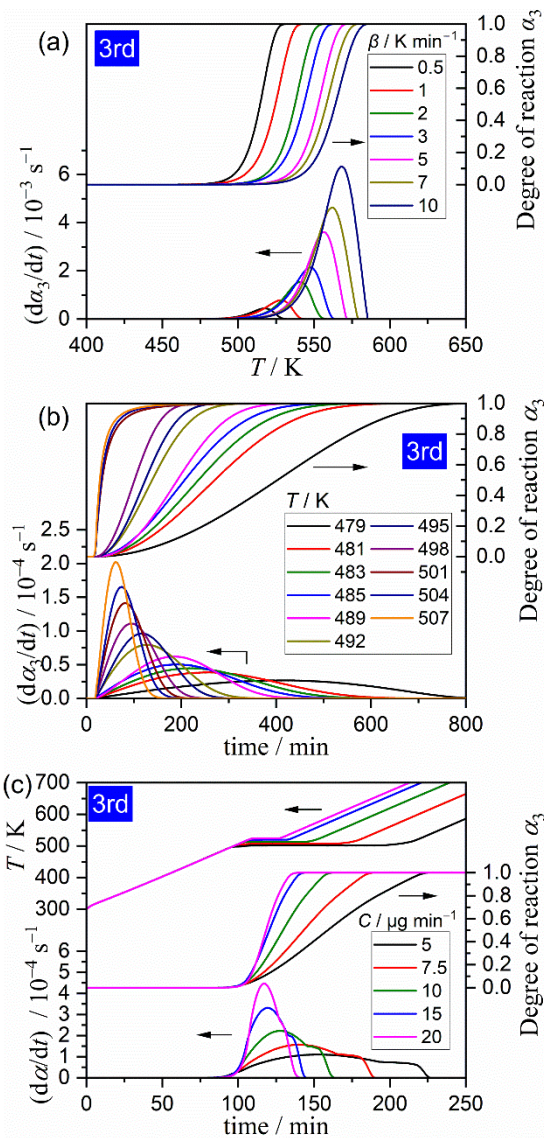 (a)
3rd
β / K min⁻¹
0.5
1
2
3
5
7
10
1.0
0.8
0.6
0.4
0.2
0.0
Degree of reaction α₃
6
4
2
0
(dα₃/dt) / 10⁻³ s⁻¹
400 450 500 550 600 650
T / K
(b)
3rd
T / K
479 495
481 498
483 501
485 504
489 507
492
1.0
0.8
0.6
0.4
0.2
0.0
Degree of reaction α₃
2.5
2.0
1.5
1.0
0.5
0.0
(dα₃/dt) / 10⁻⁴ s⁻¹
0 200 400 600 800
time / min
(c)
3rd
700
600
500
400
300
T / K
C / μg min⁻¹
5
7.5
10
15
20
1.0
0.8
0.6
0.4
0.2
0.0
Degree of reaction α₃
6
5
4
3
2
1
0
(dα/dt) / 10⁻⁴ s⁻¹
0 50 100 150 200 250
time / min